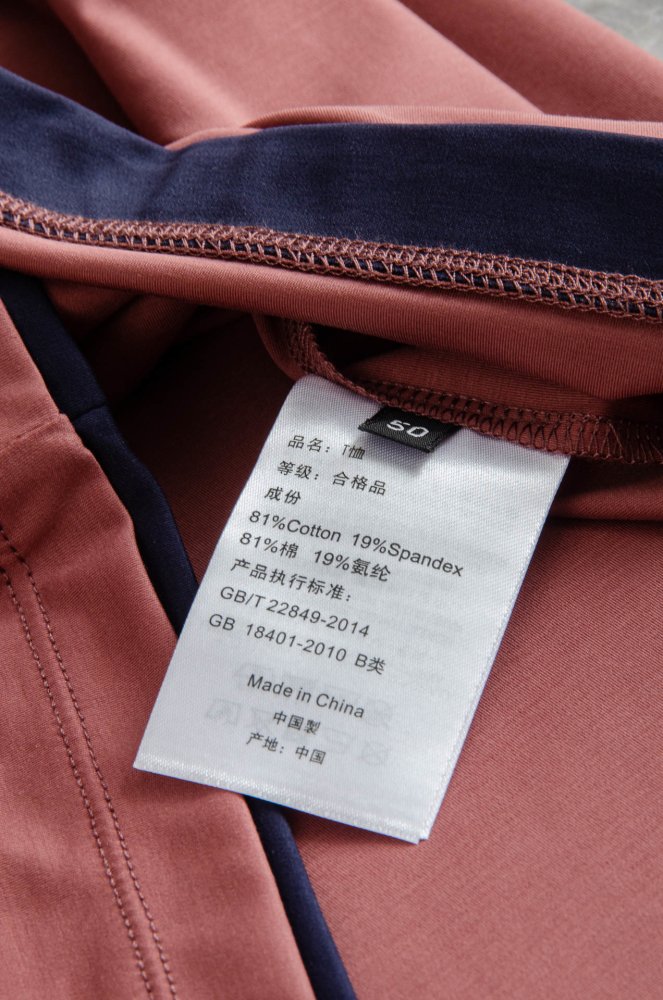 50
品名：T恤
等级：合格品
成份
81%Cotton 19%Spandex
81%棉 19%氨纶
产品执行标准：
GB/T 22849-2014
GB 18401-2010 B类
Made in China
中国製
产地：中国